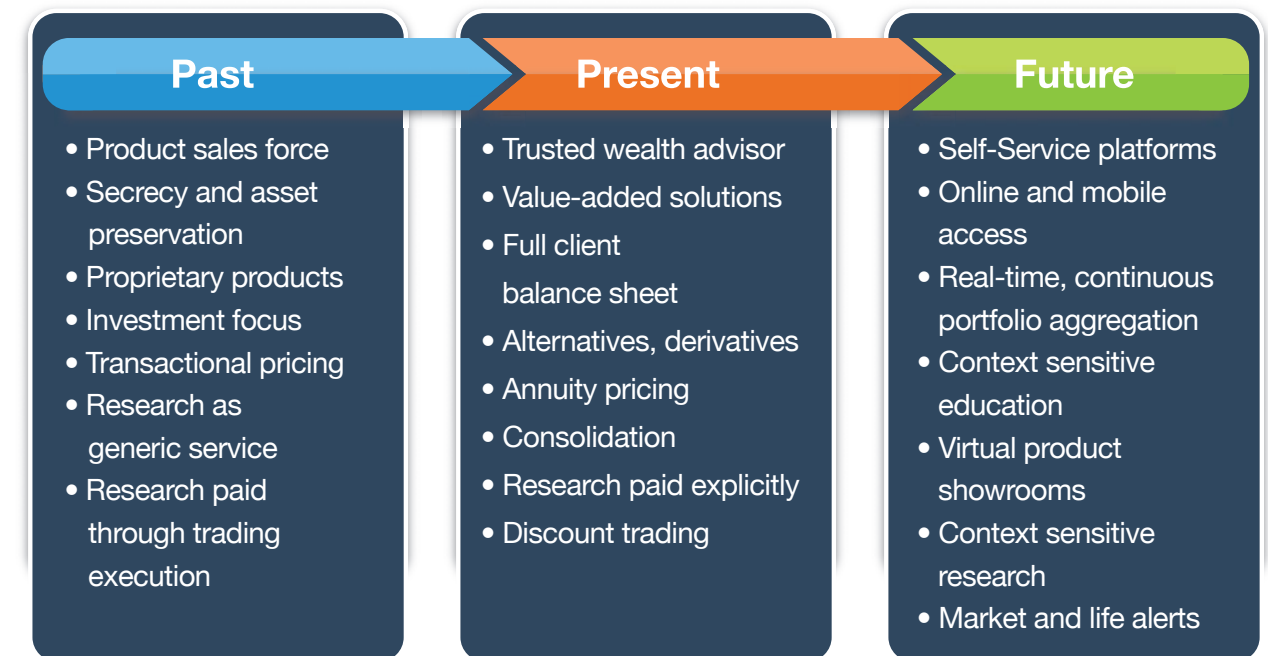 Past
• Product sales force
• Secrecy and asset
preservation
• Proprietary products
• Investment focus
• Transactional pricing
• Research as
generic service
• Research paid
through trading
execution
Present
• Trusted wealth advisor
• Value-added solutions
• Full client
balance sheet
• Alternatives, derivatives
• Annuity pricing
• Consolidation
• Research paid explicitly
• Discount trading
Future
• Self-Service platforms
• Online and mobile
access
• Real-time, continuous
portfolio aggregation
• Context sensitive
education
• Virtual product
showrooms
• Context sensitive
research
• Market and life alerts